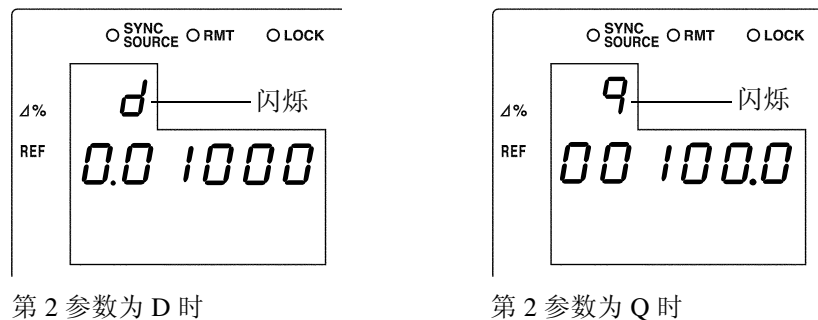 SYNC SOURCE RMT LOCK
⊿%
d 闪烁
REF
0.01000
第 2 参数为 D 时
SYNC SOURCE RMT LOCK
⊿%
q 闪烁
REF
00100.0
第 2 参数为 Q 时